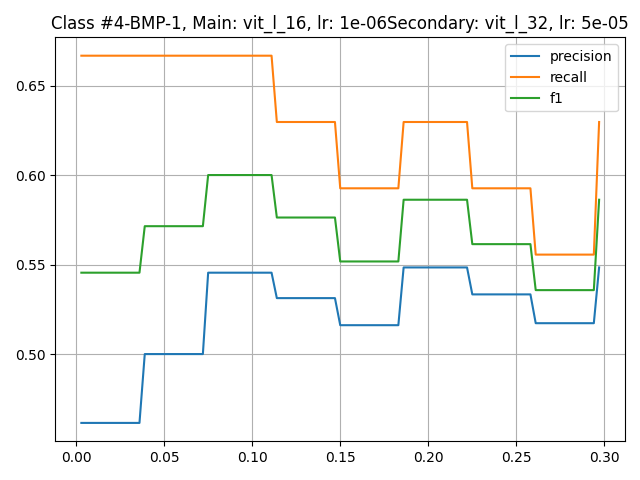 Class #4-BMP-1, Main: vit_l_16, lr: 1e-06Secondary: vit_l_32, lr: 5e-05
precision
recall
f1
0.65
0.60
0.55
0.50
0.00 0.05 0.10 0.15 0.20 0.25 0.30